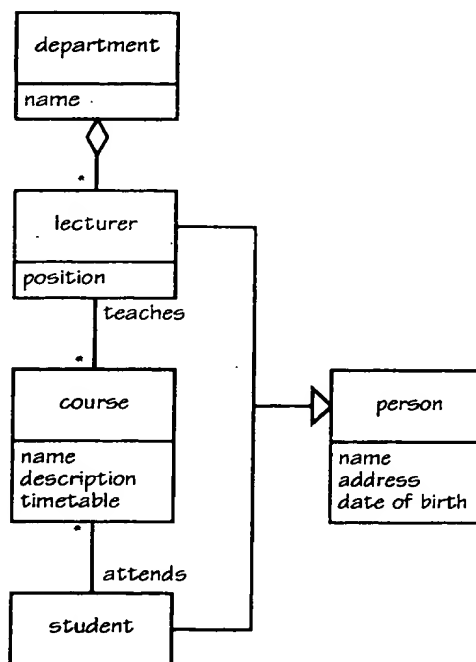 department
name
*
lecturer
position
teaches
*
course
name
description
timetable
*
attends
student
person
name
address
date of birth